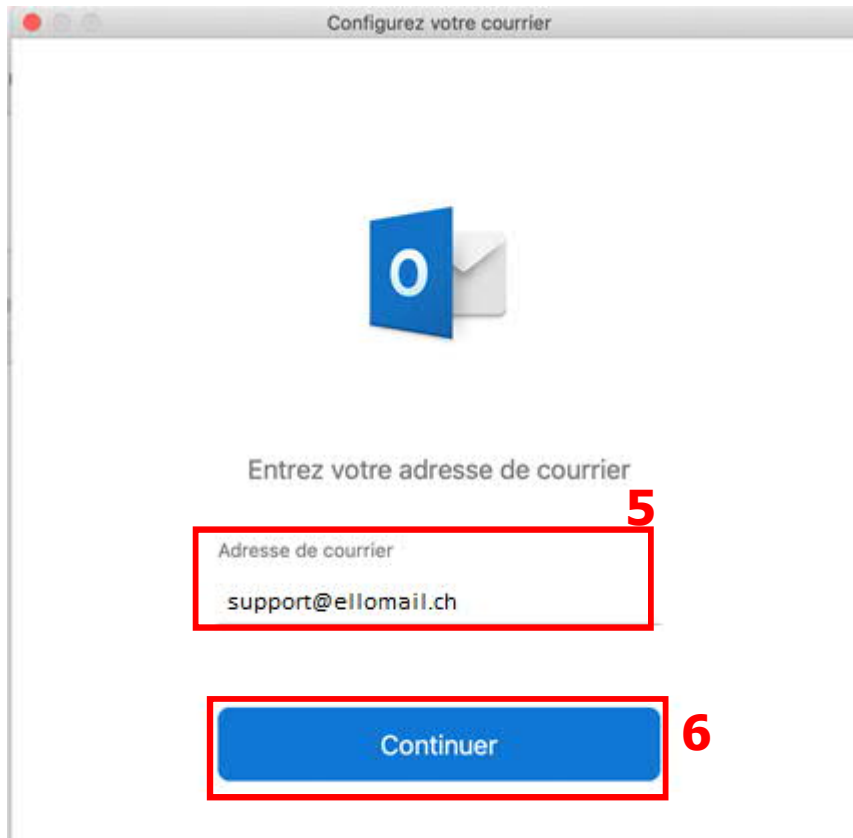 Configurez votre courrier
O
Entrez votre adresse de courrier
5
Adresse de courrier
support@ellomail.ch
Continuer
6